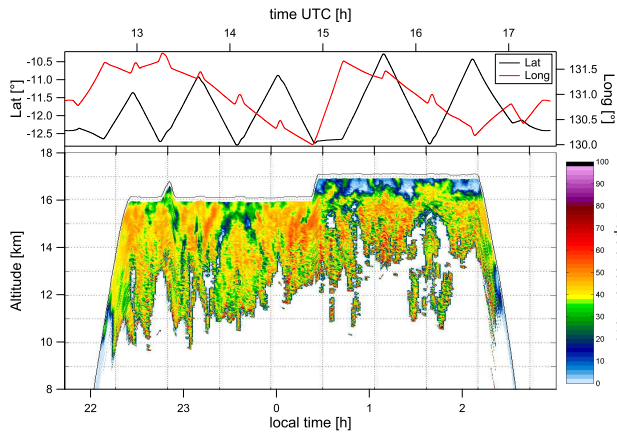 time UTC [h]
13 14 15 16 17
Lat [°]
-10.5
-11.0
-11.5
-12.0
-12.5
Lat
Long
131.5
131.0
130.5
130.0
Long [°]
Altitude [km]
18
16
14
12
10
8
100
90
80
70
60
50
40
30
20
10
0
22 23 0 1 2
local time [h]